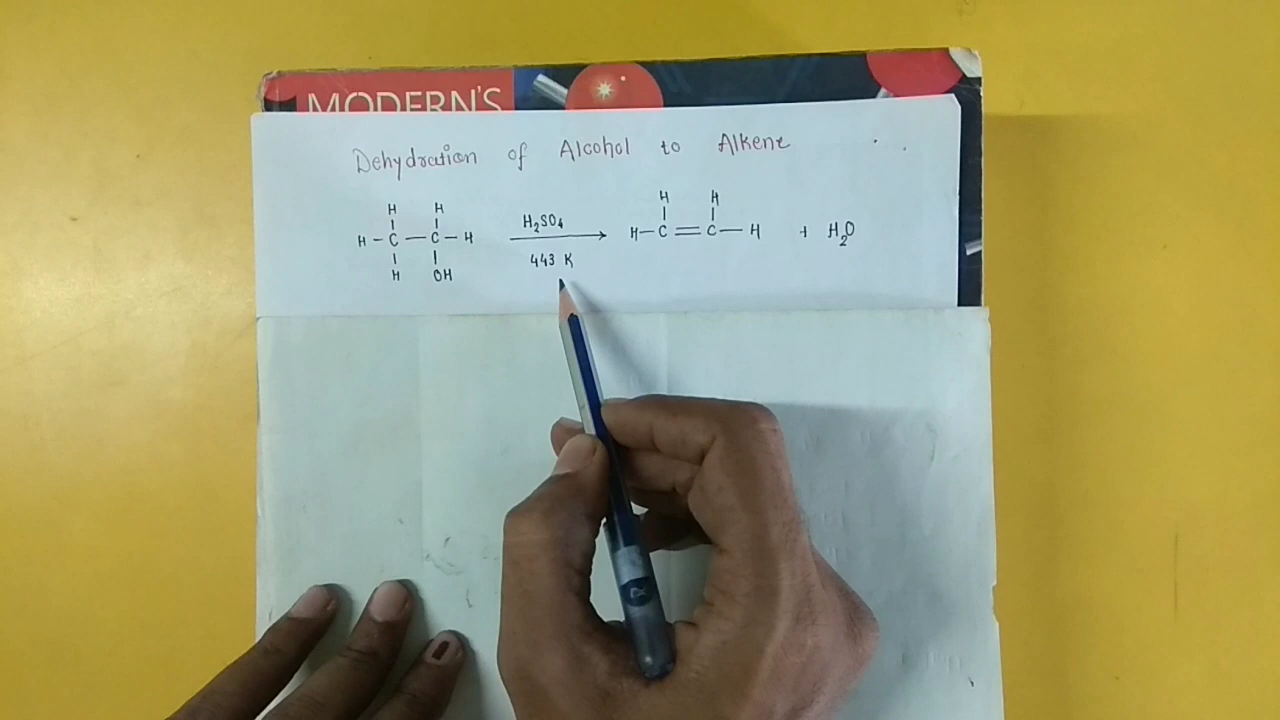 MODERN'S
Dehydration of Alcohol to Alkene
H H H H
H-C-C-H H₂SO₄ H-C=C-H + H₂O
443 K
H OH